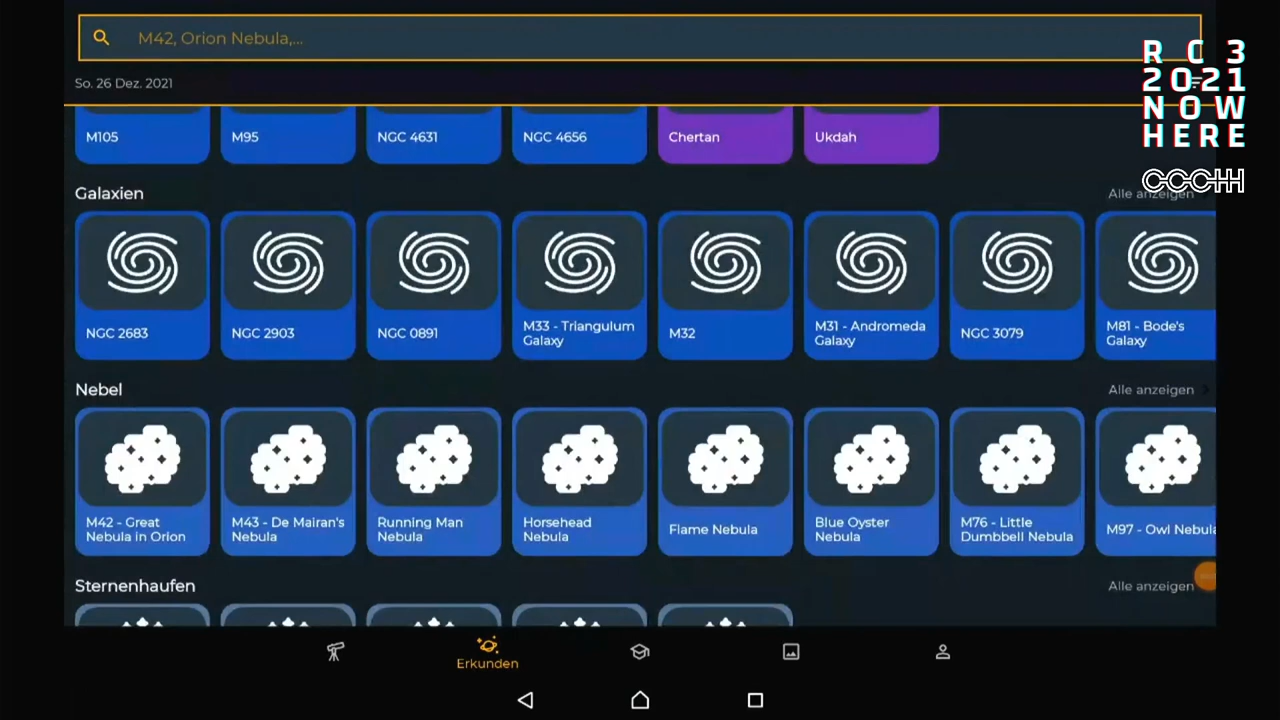 M42, Orion Nebula,...
So. 26 Dez. 2021
R C 3
2021
NOW
HERE
CCCHH
M105
M95
NGC 4631
NGC 4656
Chertan
Ukdah
Galaxien
Alle anzeigen
NGC 2683
NGC 2903
NGC 0891
M33 - Triangulum
Galaxy
M32
M31 - Andromeda
Galaxy
NGC 3079
M81 - Bode's
Galaxy
Nebel
Alle anzeigen
M42 - Great
Nebula in Orion
M43 - De Mairan's
Nebula
Running Man
Nebula
Horsehead
Nebula
Flame Nebula
Blue Oyster
Nebula
M76 - Little
Dumbbell Nebula
M97 - Owl Nebula
Sternenhaufen
Alle anzeigen
Erkunden